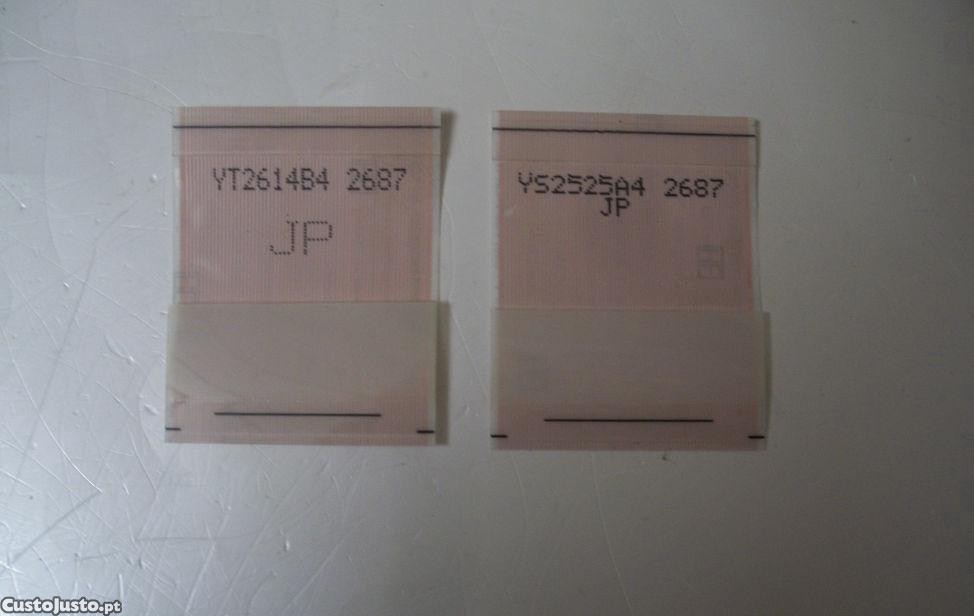 YT2614B4 2687
JP
YS2525A4 2687
JP
CustoJusto.pt